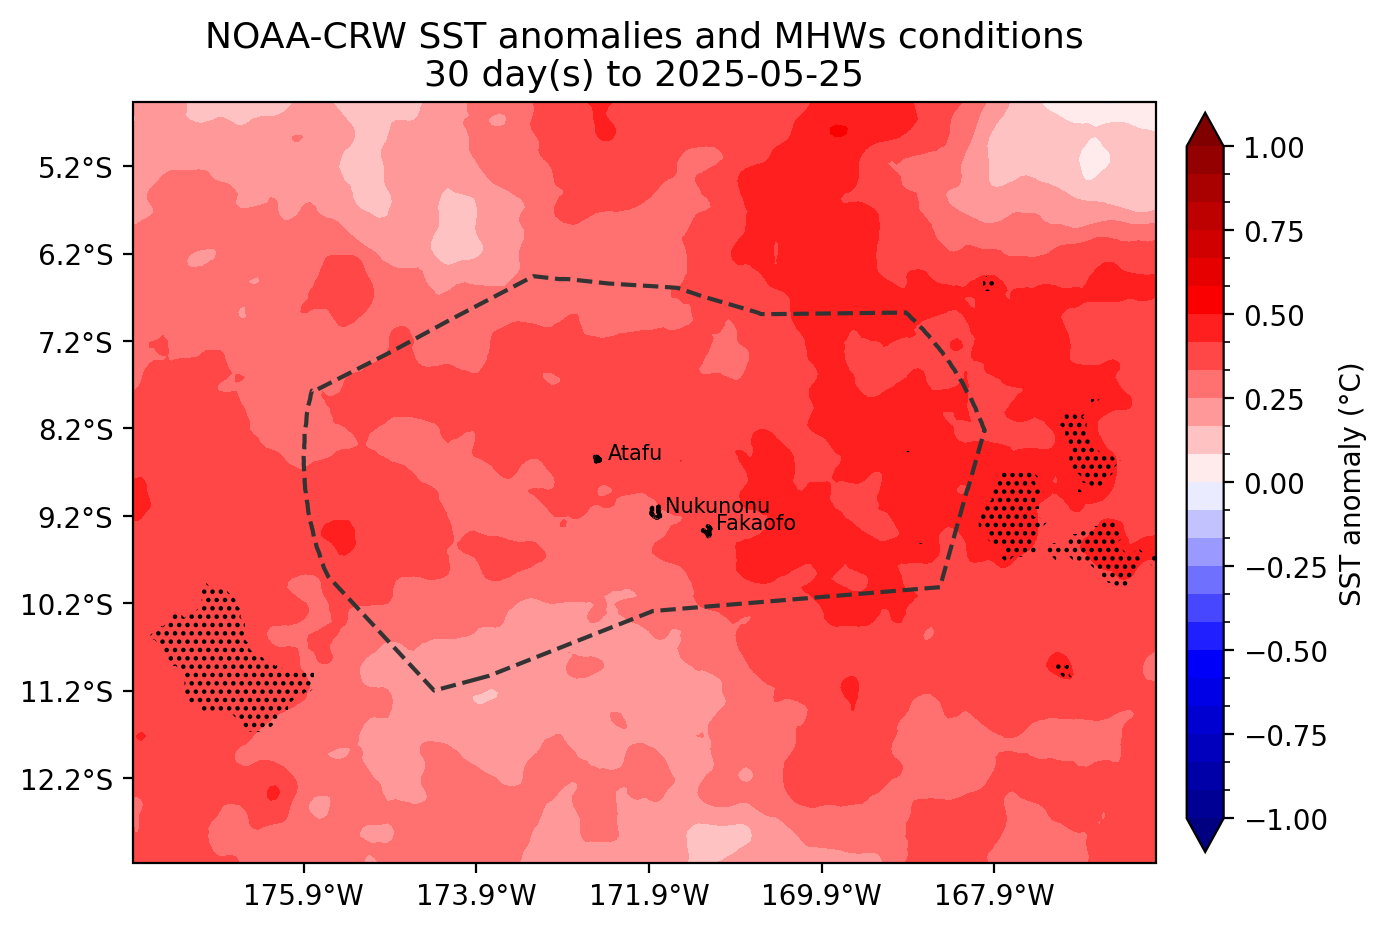 NOAA-CRW SST anomalies and MHWs conditions
30 day(s) to 2025-05-25
5.2°S
6.2°S
7.2°S
8.2°S
9.2°S
10.2°S
11.2°S
12.2°S
Atafu
Nukunonu
Fakaofo
175.9°W
173.9°W
171.9°W
169.9°W
167.9°W
1.00
0.75
0.50
0.25
0.00
−0.25
−0.50
−0.75
−1.00
SST anomaly (°C)